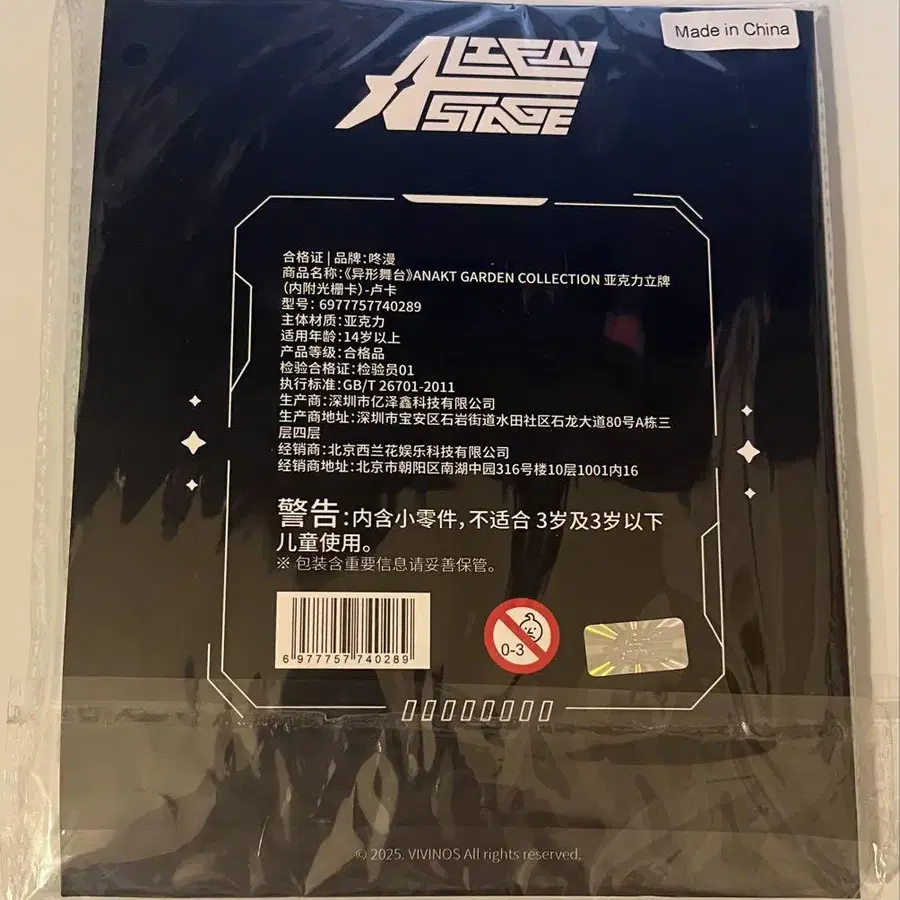 Made in China
ALIEN
STAGE
合格证 | 品牌:咚漫
商品名称:《异形舞台》ANAKT GARDEN COLLECTION 亚克力立牌
(内附光栅卡)-卢卡
型号: 6977757740289
主体材质:亚克力
适用年龄:14岁以上
产品等级:合格品
检验合格证:检验员01
执行标准:GB/T 26701-2011
生产商:深圳市亿泽鑫科技有限公司
生产商地址:深圳市宝安区石岩街道水田社区石龙大道80号A栋三
层四层
经销商:北京西兰花娱乐科技有限公司
经销商地址:北京市朝阳区南湖中园316号楼10层1001内16
警告:内含小零件,不适合 3岁及3岁以下
儿童使用。
※ 包装含重要信息请妥善保管。
6 977757 740289
0-3
© 2025. VIVINOS All rights reserved.